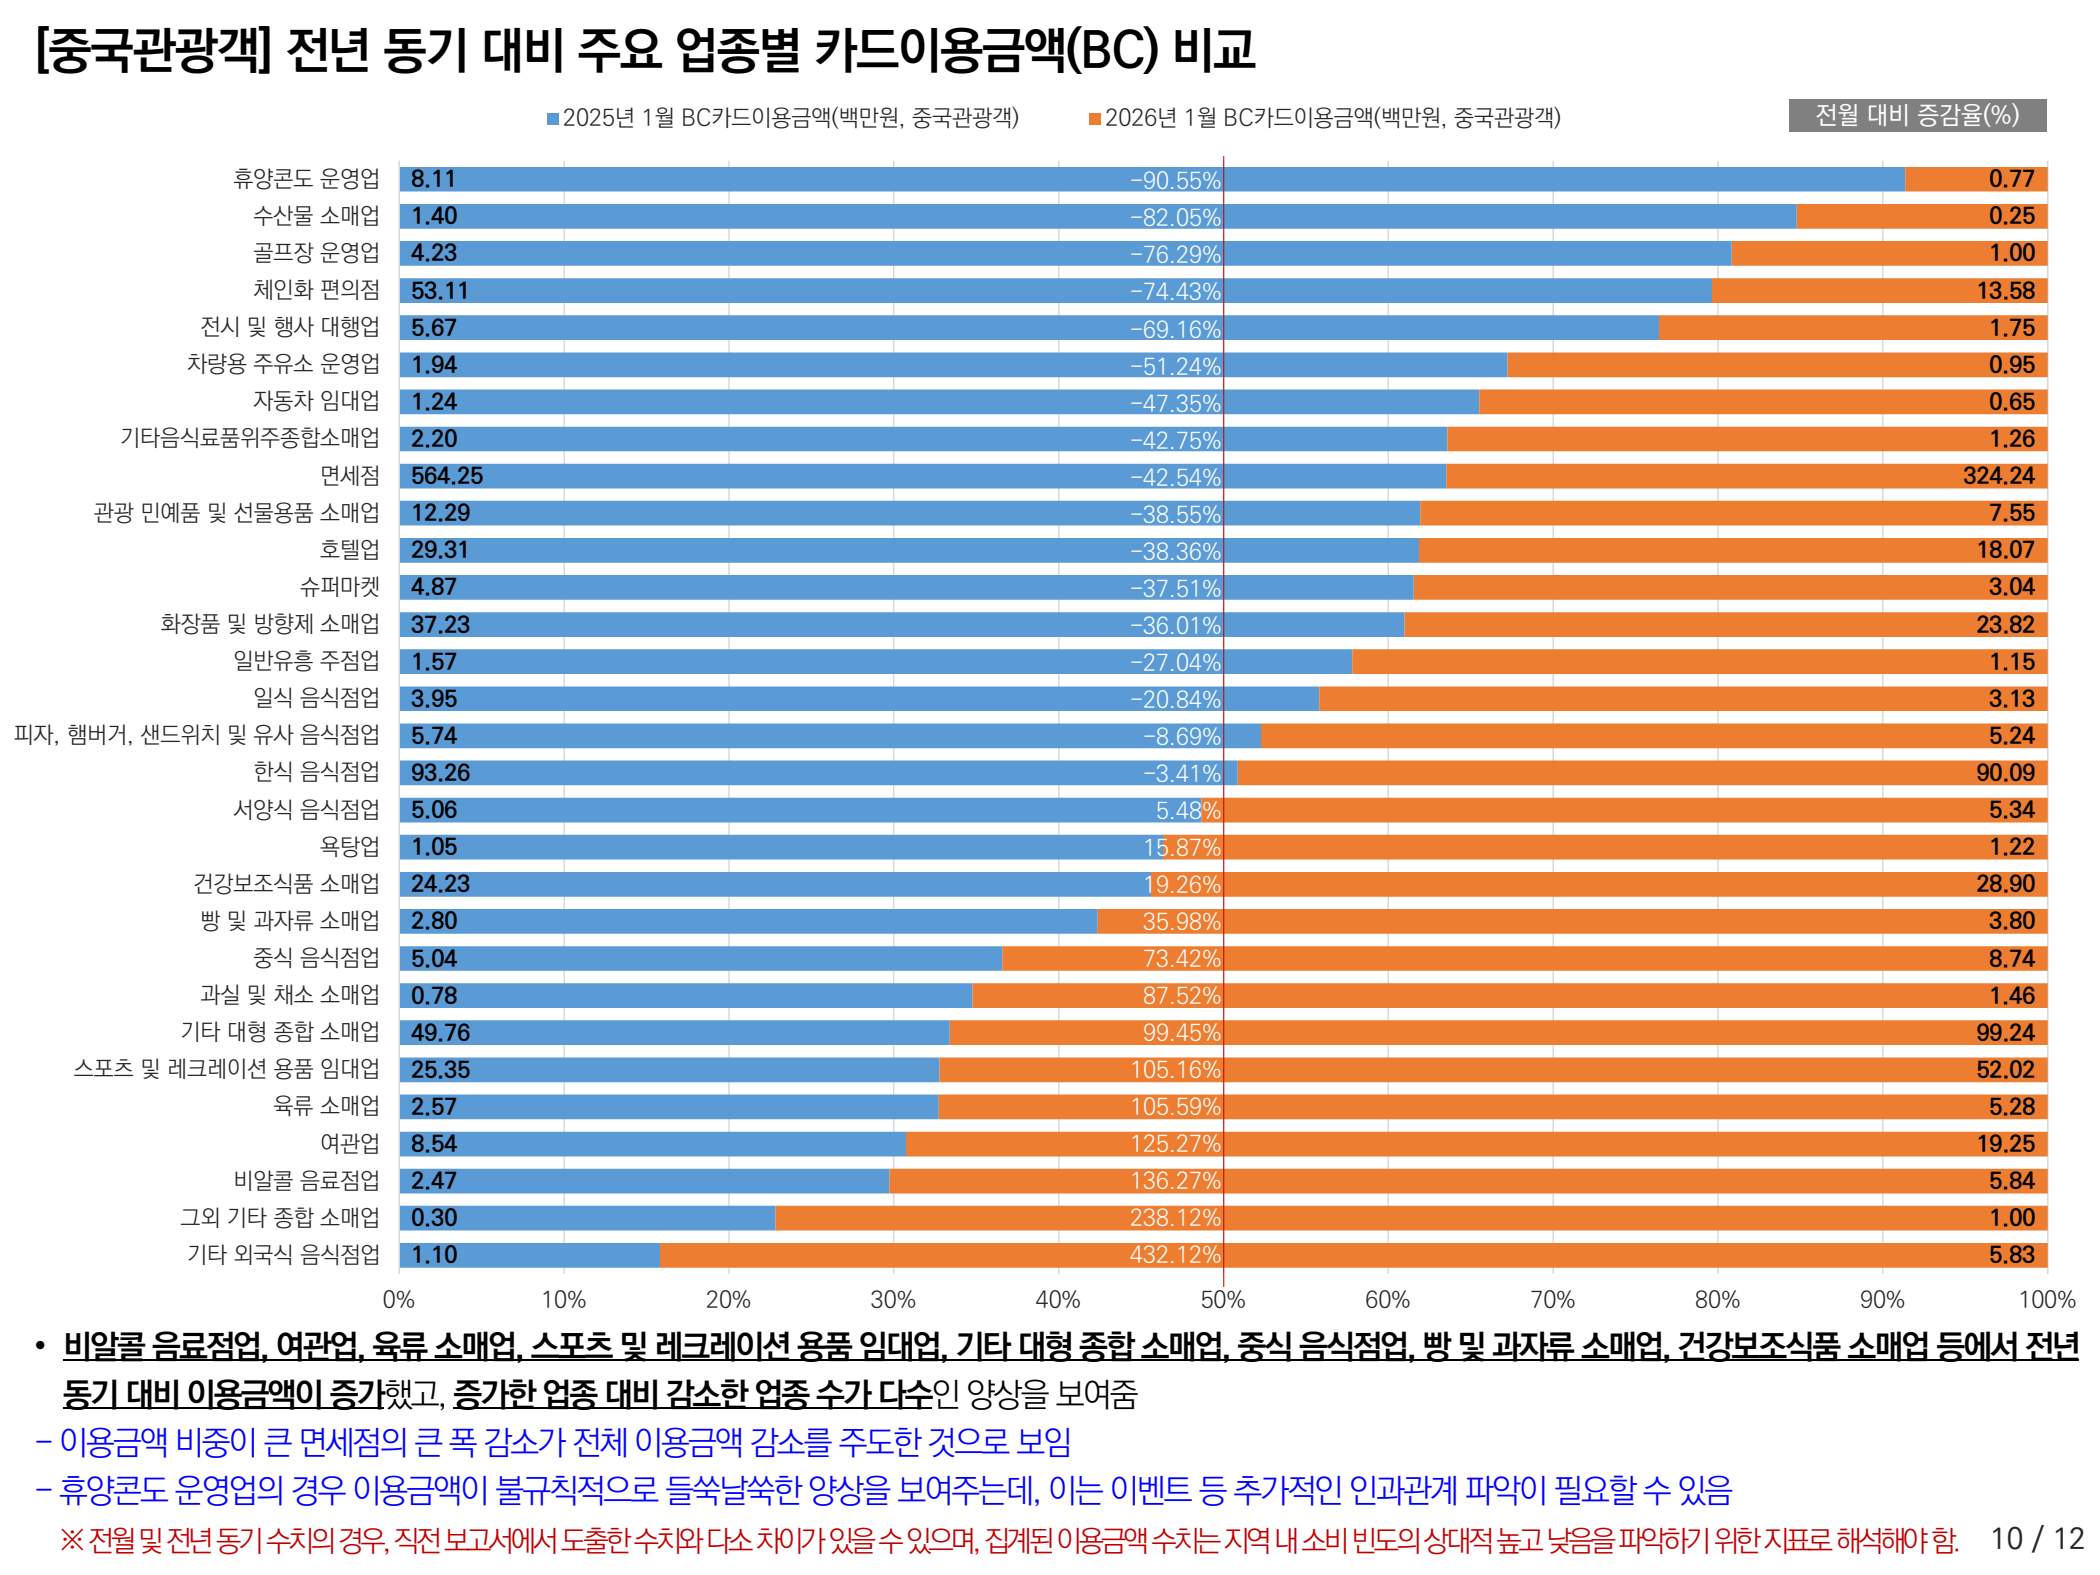 [중국관광객] 전년 동기 대비 주요 업종별 카드이용금액(BC) 비교
2025년 1월 BC카드이용금액(백만원, 중국관광객) 2026년 1월 BC카드이용금액(백만원, 중국관광객) 전월 대비 증감율(%)
휴양콘도 운영업 8.11 -90.55% 0.77
수산물 소매업 1.40 -82.05% 0.25
골프장 운영업 4.23 -76.29% 1.00
체인화 편의점 53.11 -74.43% 13.58
전시 및 행사 대행업 5.67 -69.16% 1.75
차량용 주유소 운영업 1.94 -51.24% 0.95
자동차 임대업 1.24 -47.35% 0.65
기타음식료품위주종합소매업 2.20 -42.75% 1.26
면세점 564.25 -42.54% 324.24
관광 민예품 및 선물용품 소매업 12.29 -38.55% 7.55
호텔업 29.31 -38.36% 18.07
슈퍼마켓 4.87 -37.51% 3.04
화장품 및 방향제 소매업 37.23 -36.01% 23.82
일반유흥 주점업 1.57 -27.04% 1.15
일식 음식점업 3.95 -20.84% 3.13
피자, 햄버거, 샌드위치 및 유사 음식점업 5.74 -8.69% 5.24
한식 음식점업 93.26 -3.41% 90.09
서양식 음식점업 5.06 5.48% 5.34
욕탕업 1.05 15.87% 1.22
건강보조식품 소매업 24.23 19.26% 28.90
빵 및 과자류 소매업 2.80 35.98% 3.80
중식 음식점업 5.04 73.42% 8.74
과실 및 채소 소매업 0.78 87.52% 1.46
기타 대형 종합 소매업 49.76 99.45% 99.24
스포츠 및 레크레이션 용품 임대업 25.35 105.16% 52.02
육류 소매업 2.57 105.59% 5.28
여관업 8.54 125.27% 19.25
비알콜 음료점업 2.47 136.27% 5.84
그외 기타 종합 소매업 0.30 238.12% 1.00
기타 외국식 음식점업 1.10 432.12% 5.83
0% 10% 20% 30% 40% 50% 60% 70% 80% 90% 100%
• 비알콜 음료점업, 여관업, 육류 소매업, 스포츠 및 레크레이션 용품 임대업, 기타 대형 종합 소매업, 중식 음식점업, 빵 및 과자류 소매업, 건강보조식품 소매업 등에서 전년
동기 대비 이용금액이 증가했고, 증가한 업종 대비 감소한 업종 수가 다수인 양상을 보여줌
- 이용금액 비중이 큰 면세점의 큰 폭 감소가 전체 이용금액 감소를 주도한 것으로 보임
- 휴양콘도 운영업의 경우 이용금액이 불규칙적으로 들쑥날쑥한 양상을 보여주는데, 이는 이벤트 등 추가적인 인과관계 파악이 필요할 수 있음
※ 전월 및 전년 동기 수치의 경우, 직전 보고서에서 도출한 수치와 다소 차이가 있을 수 있으며, 집계된 이용금액 수치는 지역 내 소비 빈도의 상대적 높고 낮음을 파악하기 위한 지표로 해석해야 함. 10 / 12